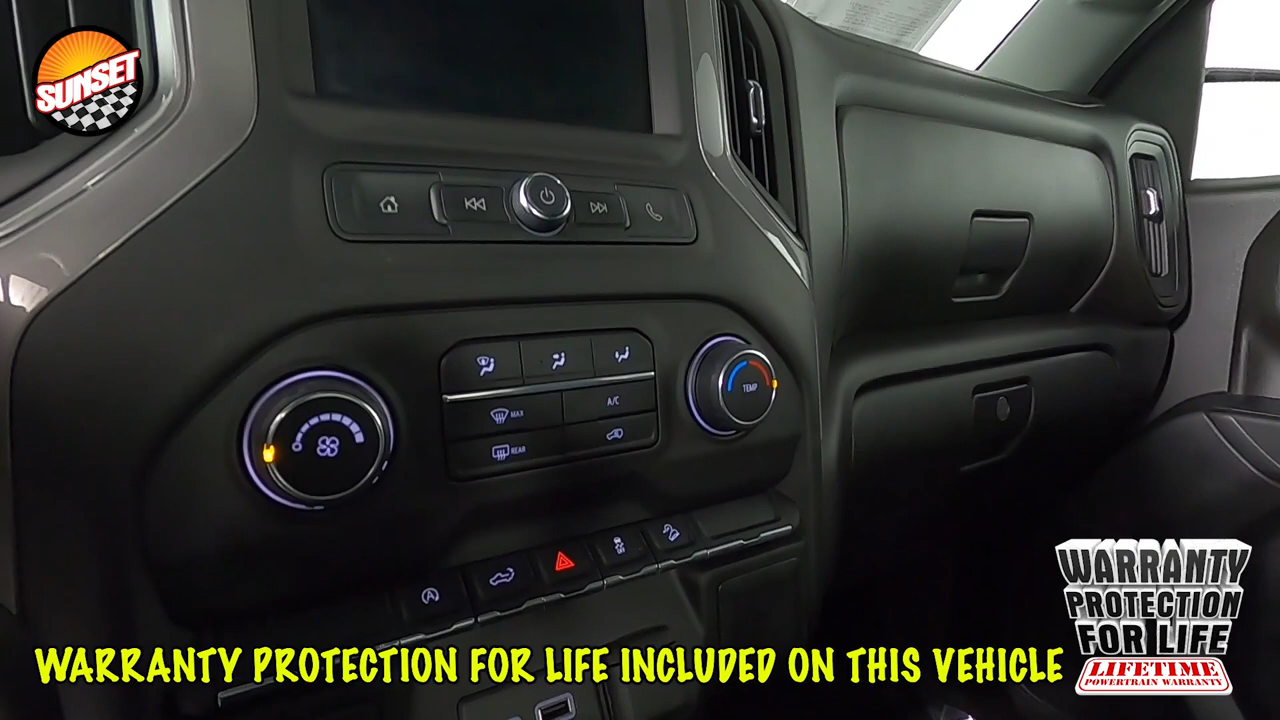 SUNSET
MAX
A/C
REAR
TEMP
OFF
WARRANTY
PROTECTION
FOR LIFE
LIFETIME
POWERTRAIN WARRANTY
WARRANTY PROTECTION FOR LIFE INCLUDED ON THIS VEHICLE